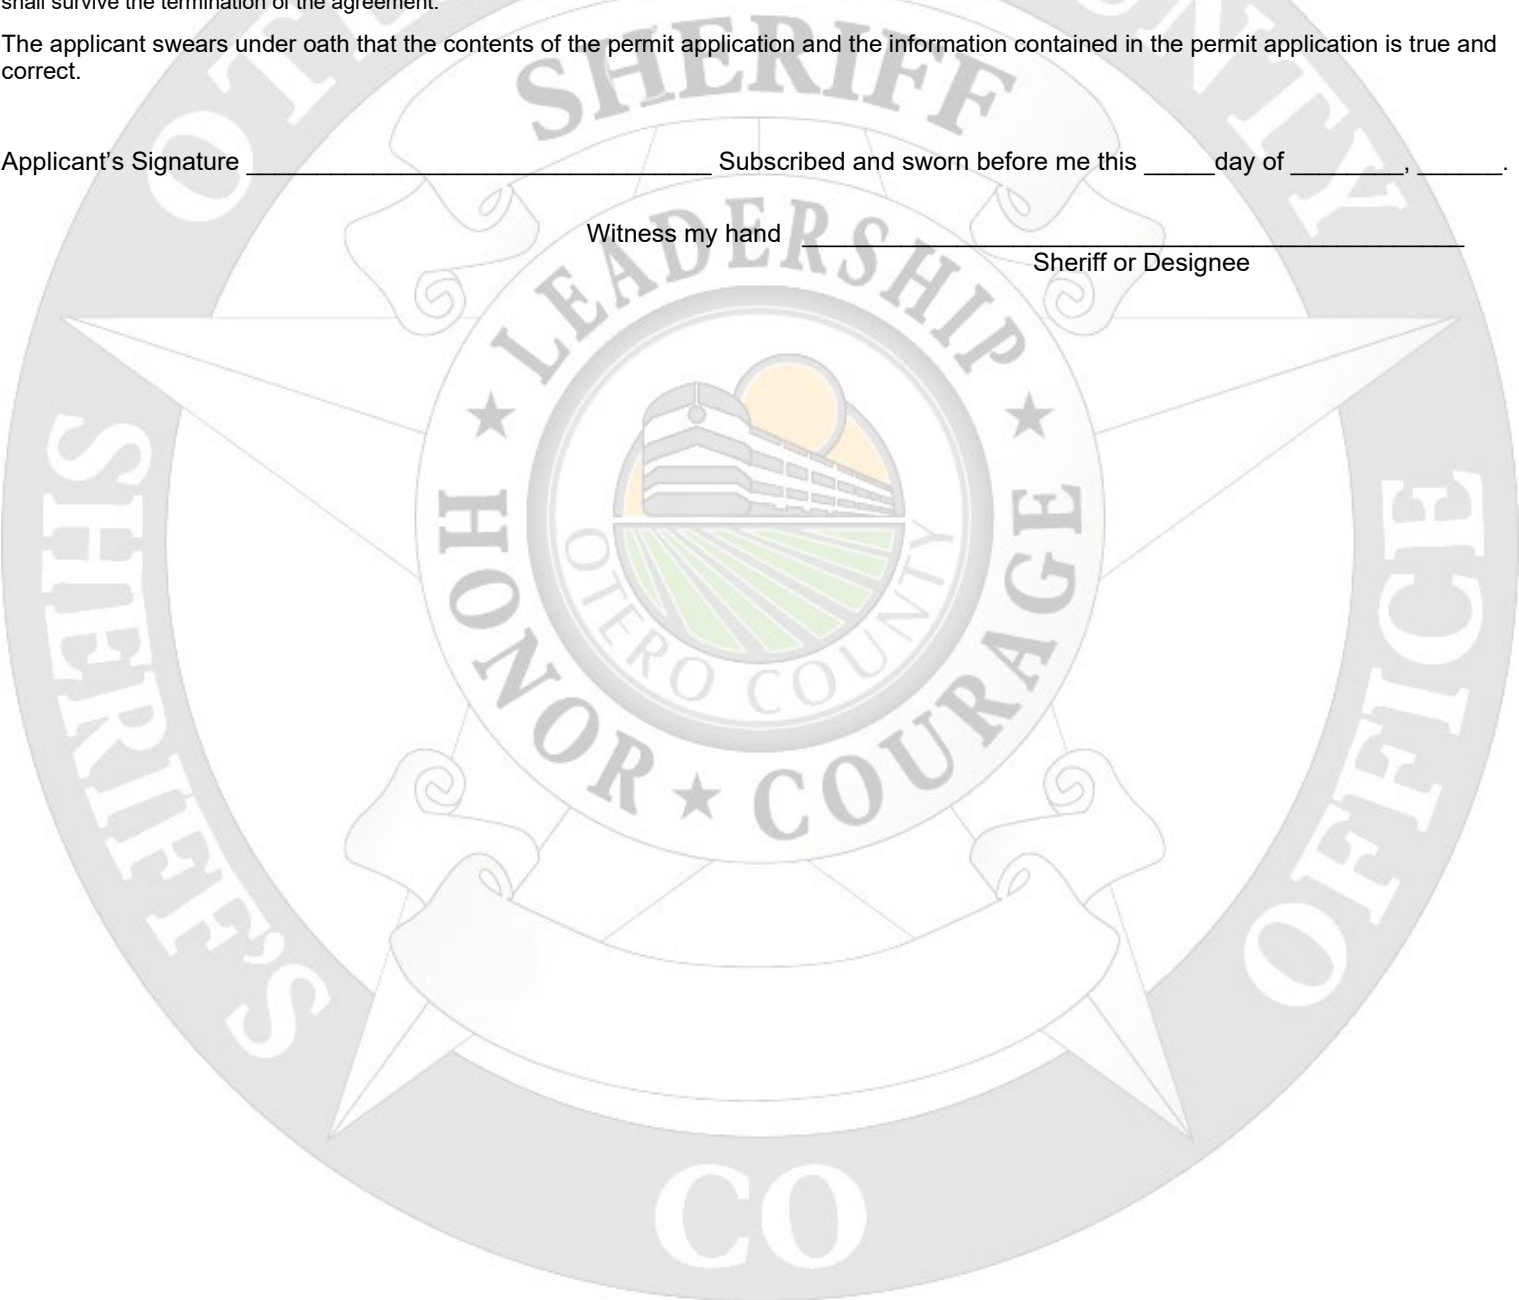 shall survive the termination of the agreement.
The applicant swears under oath that the contents of the permit application and the information contained in the permit application is true and
correct.
Applicant’s Signature _________________________________ Subscribed and sworn before me this _____day of ________, ______.
Witness my hand _______________________________________________
Sheriff or Designee
SHERIFF
LEADERSHIP
HONOR ★ COURAGE
OTERO COUNTY
SHERIFF'S
OFFICE
CO